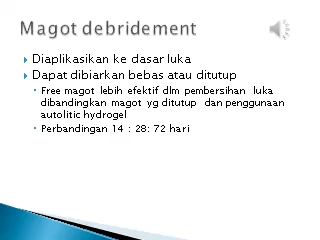 Magot debridement
Diaplikasikan ke dasar luka
Dapat dibiarkan bebas atau ditutup
Free magot lebih efektif dlm pembersihan luka
dibandingkan magot yg ditutup dan penggunaan
autolitic hydrogel
Perbandingan 14 : 28: 72 hari